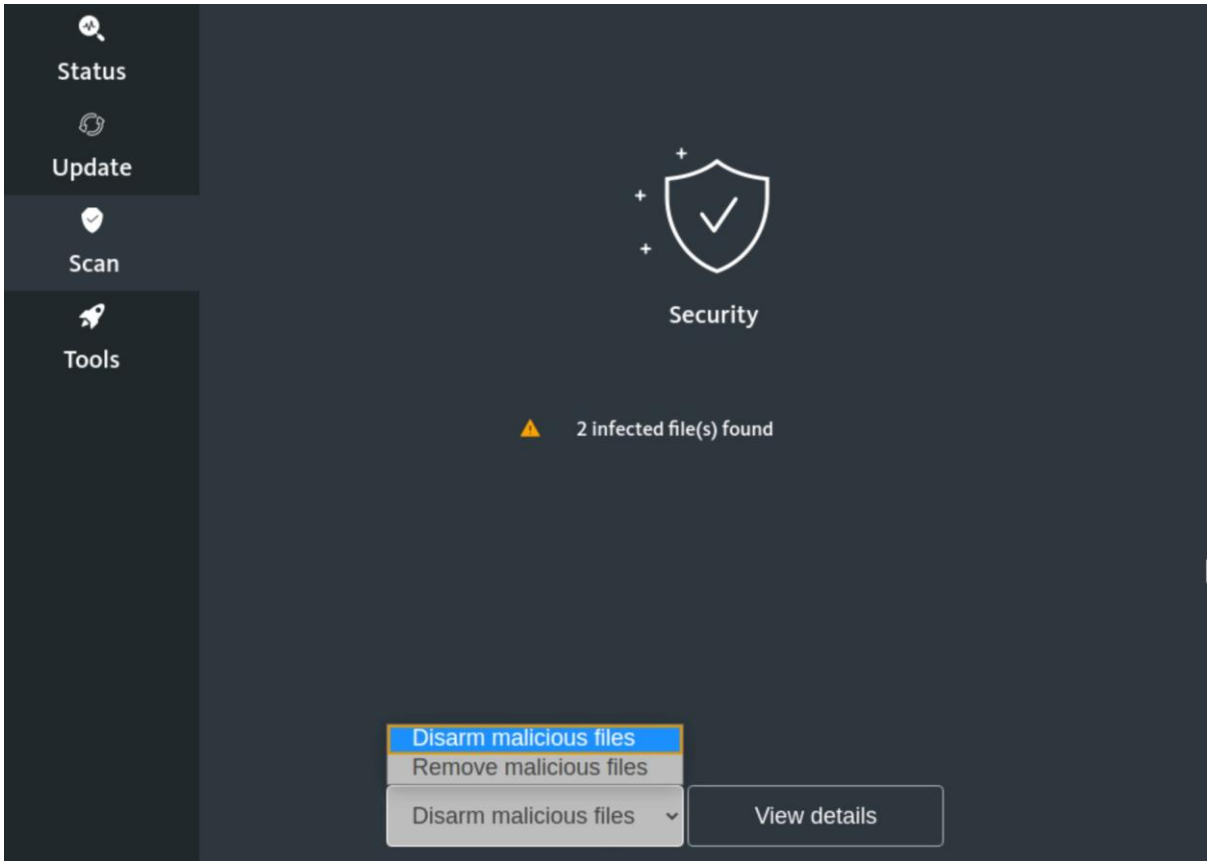 Status
Update
Scan
Tools
Security
2 infected file(s) found
Disarm malicious files
Remove malicious files
Disarm malicious files
View details